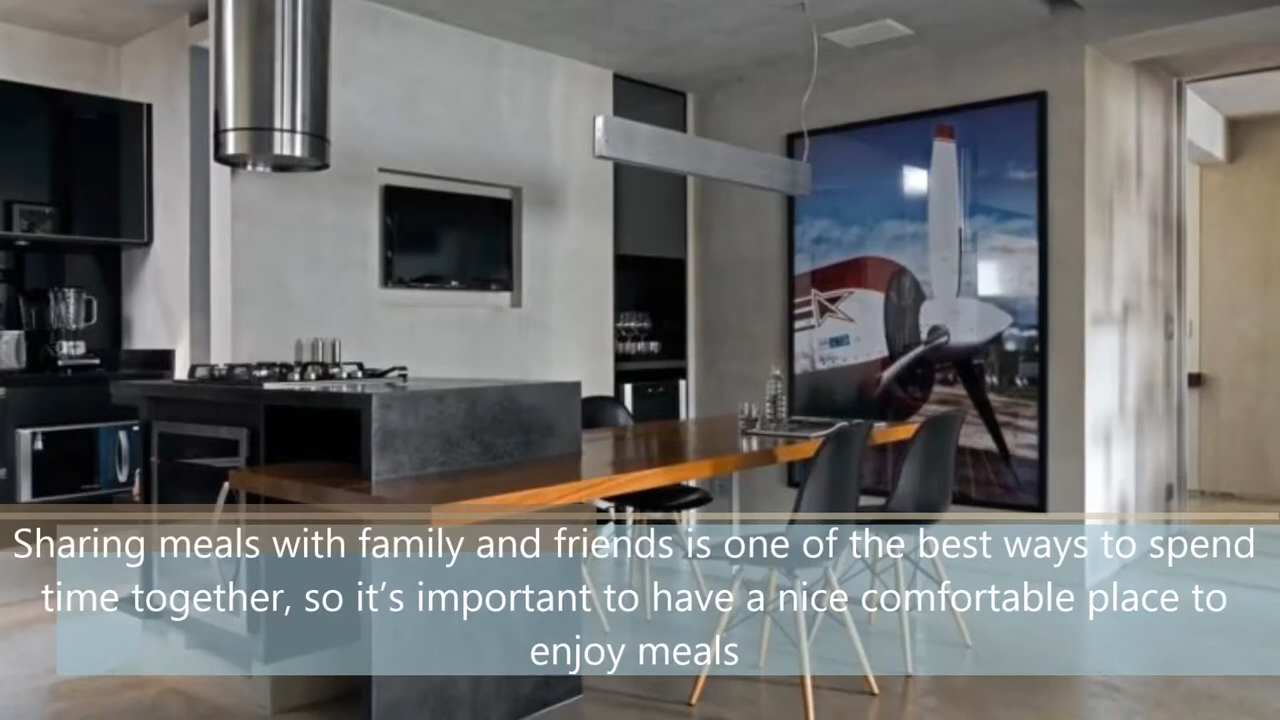 Sharing meals with family and friends is one of the best ways to spend
time together, so it’s important to have a nice comfortable place to
enjoy meals